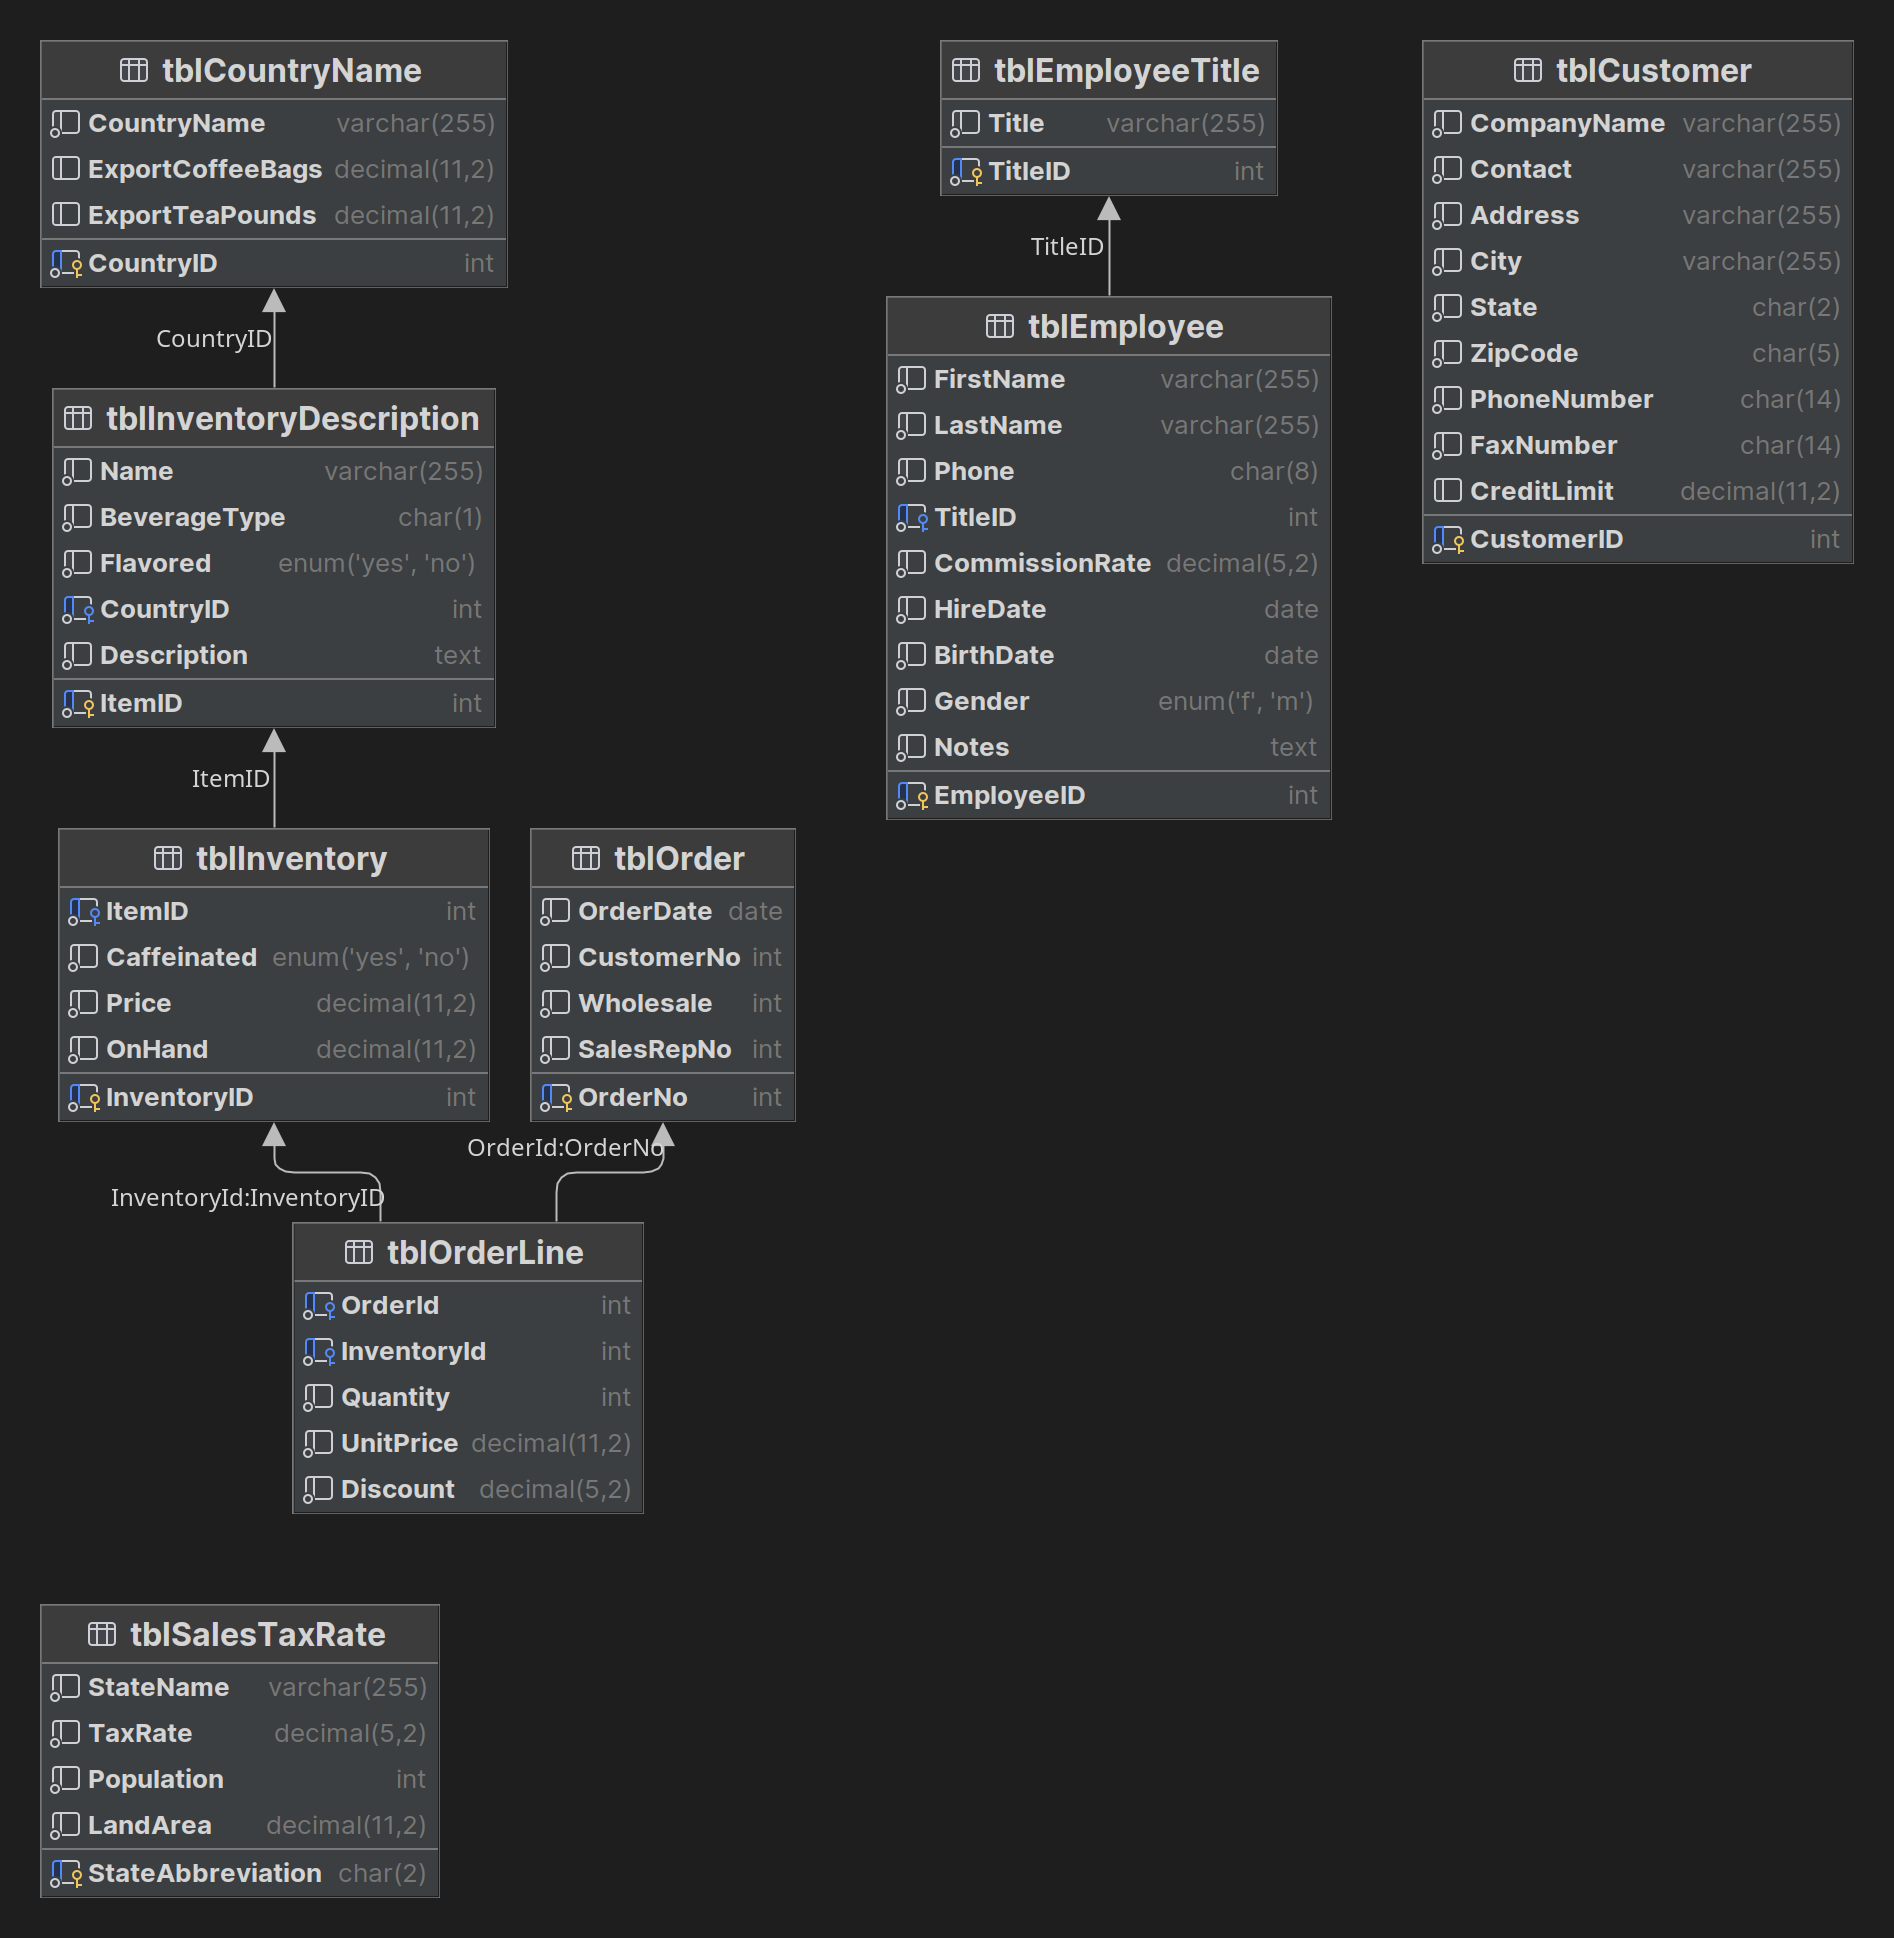 tblCountryName
CountryName varchar(255)
ExportCoffeeBags decimal(11,2)
ExportTeaPounds decimal(11,2)
CountryID int
CountryID
tblInventoryDescription
Name varchar(255)
BeverageType char(1)
Flavored enum('yes', 'no')
CountryID int
Description text
ItemID int
ItemID
tblInventory
ItemID int
Caffeinated enum('yes', 'no')
Price decimal(11,2)
OnHand decimal(11,2)
InventoryID int
tblOrder
OrderDate date
CustomerNo int
Wholesale int
SalesRepNo int
OrderNo int
OrderId:OrderNo
InventoryId:InventoryID
tblOrderLine
OrderId int
InventoryId int
Quantity int
UnitPrice decimal(11,2)
Discount decimal(5,2)
tblSalesTaxRate
StateName varchar(255)
TaxRate decimal(5,2)
Population int
LandArea decimal(11,2)
StateAbbreviation char(2)
tblEmployeeTitle
Title varchar(255)
TitleID int
TitleID
tblEmployee
FirstName varchar(255)
LastName varchar(255)
Phone char(8)
TitleID int
CommissionRate decimal(5,2)
HireDate date
BirthDate date
Gender enum('f', 'm')
Notes text
EmployeeID int
tblCustomer
CompanyName varchar(255)
Contact varchar(255)
Address varchar(255)
City varchar(255)
State char(2)
ZipCode char(5)
PhoneNumber char(14)
FaxNumber char(14)
CreditLimit decimal(11,2)
CustomerID int